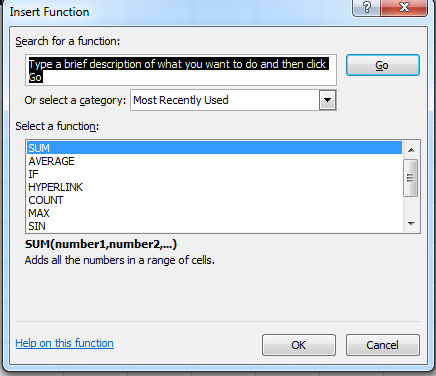 Insert Function
Search for a function:
Type a brief description of what you want to do and then click
Go
Go
Or select a category: Most Recently Used
Select a function:
SUM
AVERAGE
IF
HYPERLINK
COUNT
MAX
SIN
SUM(number1,number2,...)
Adds all the numbers in a range of cells.
Help on this function
OK
Cancel